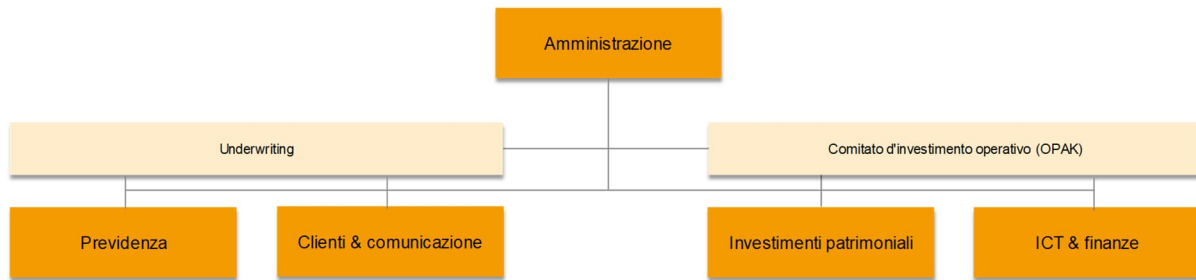 Amministrazione
Underwriting
Comitato d'investimento operativo (OPAK)
Previdenza
Clienti & comunicazione
Investimenti patrimoniali
ICT & finanze